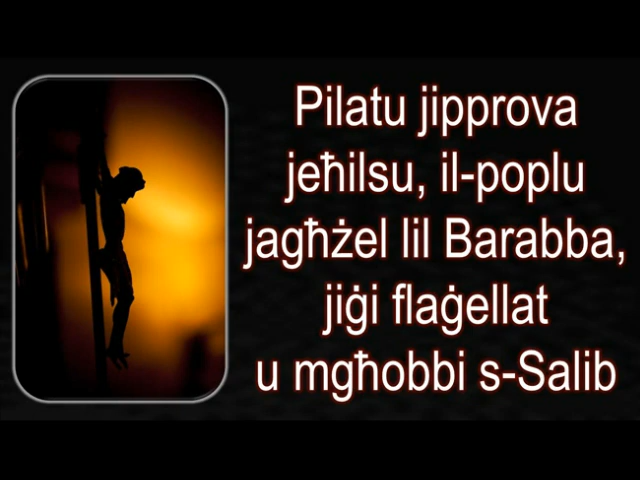 Pilatu jipprova
jeħilsu, il-poplu
jagħżel lil Barabba,
jiġi flaġellat
u mgħobbi s-Salib